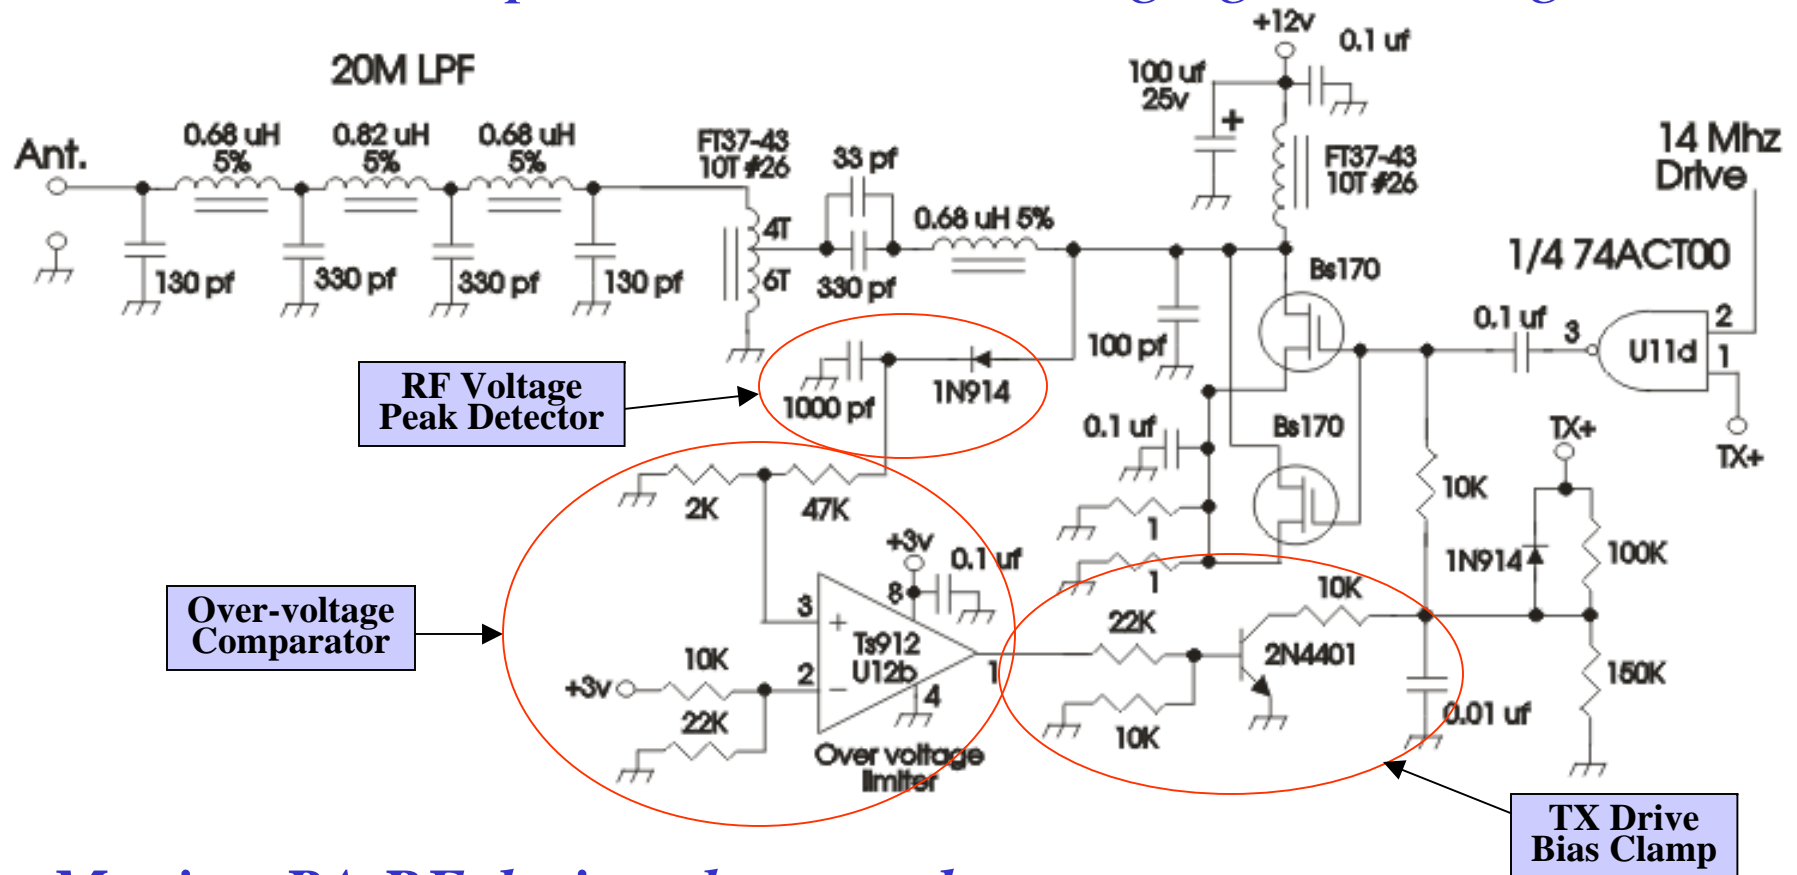 +12v
0.1 uf
20M LPF
100 uf
25v
+
Ant.
0.68 uH
5%
0.82 uH
5%
0.68 uH
5%
FT37-43
10T #26
33 pf
FT37-43
10T #26
14 Mhz
Drive
4T
6T
0.68 uH 5%
330 pf
130 pf
330 pf
330 pf
130 pf
Bs170
1/4 74ACT00
100 pf
0.1 uf
3
2
1
U11d
TX+
RF Voltage
Peak Detector
1000 pf
1N914
0.1 uf
Bs170
TX+
2K
47K
1
1
10K
1N914
100K
+3v
0.1 uf
8
Over-voltage
Comparator
3
+
Ts912
U12b
2
−
1
4
10K
+3v
22K
Over voltage
limiter
22K
10K
10K
2N4401
150K
0.01 uf
TX Drive
Bias Clamp